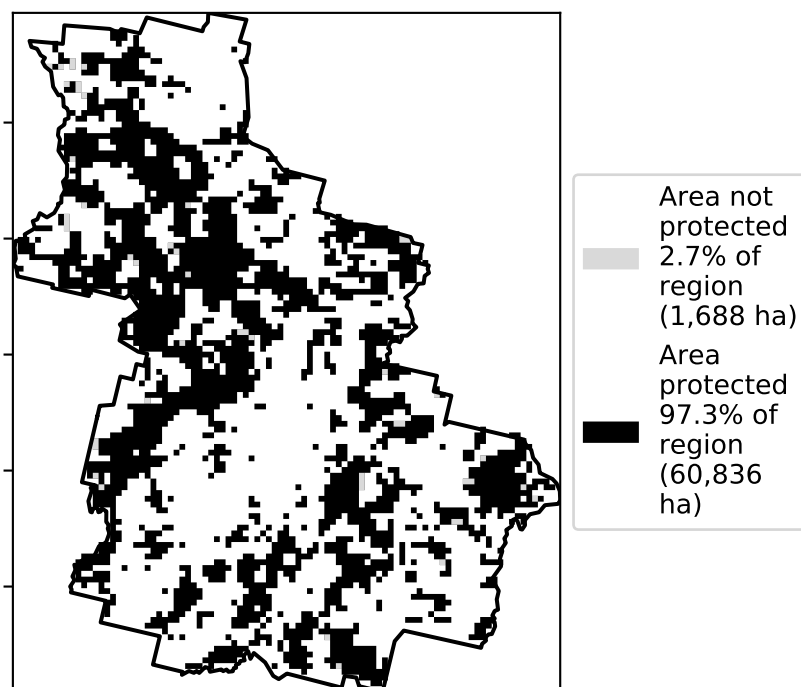 Area not
protected
2.7% of
region
(1,688 ha)
Area
protected
97.3% of
region
(60,836
ha)